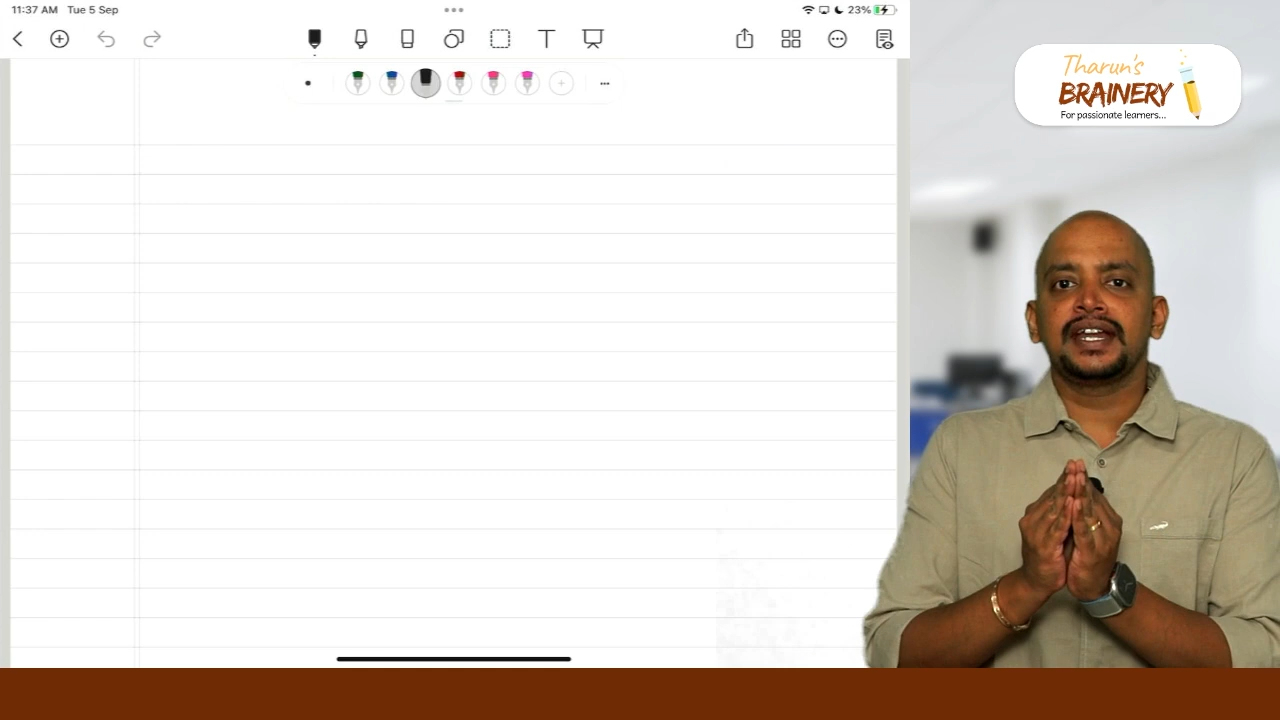 11:37 AM Tue 5 Sep
23%
Tharun's
BRAINERY
For passionate learners...